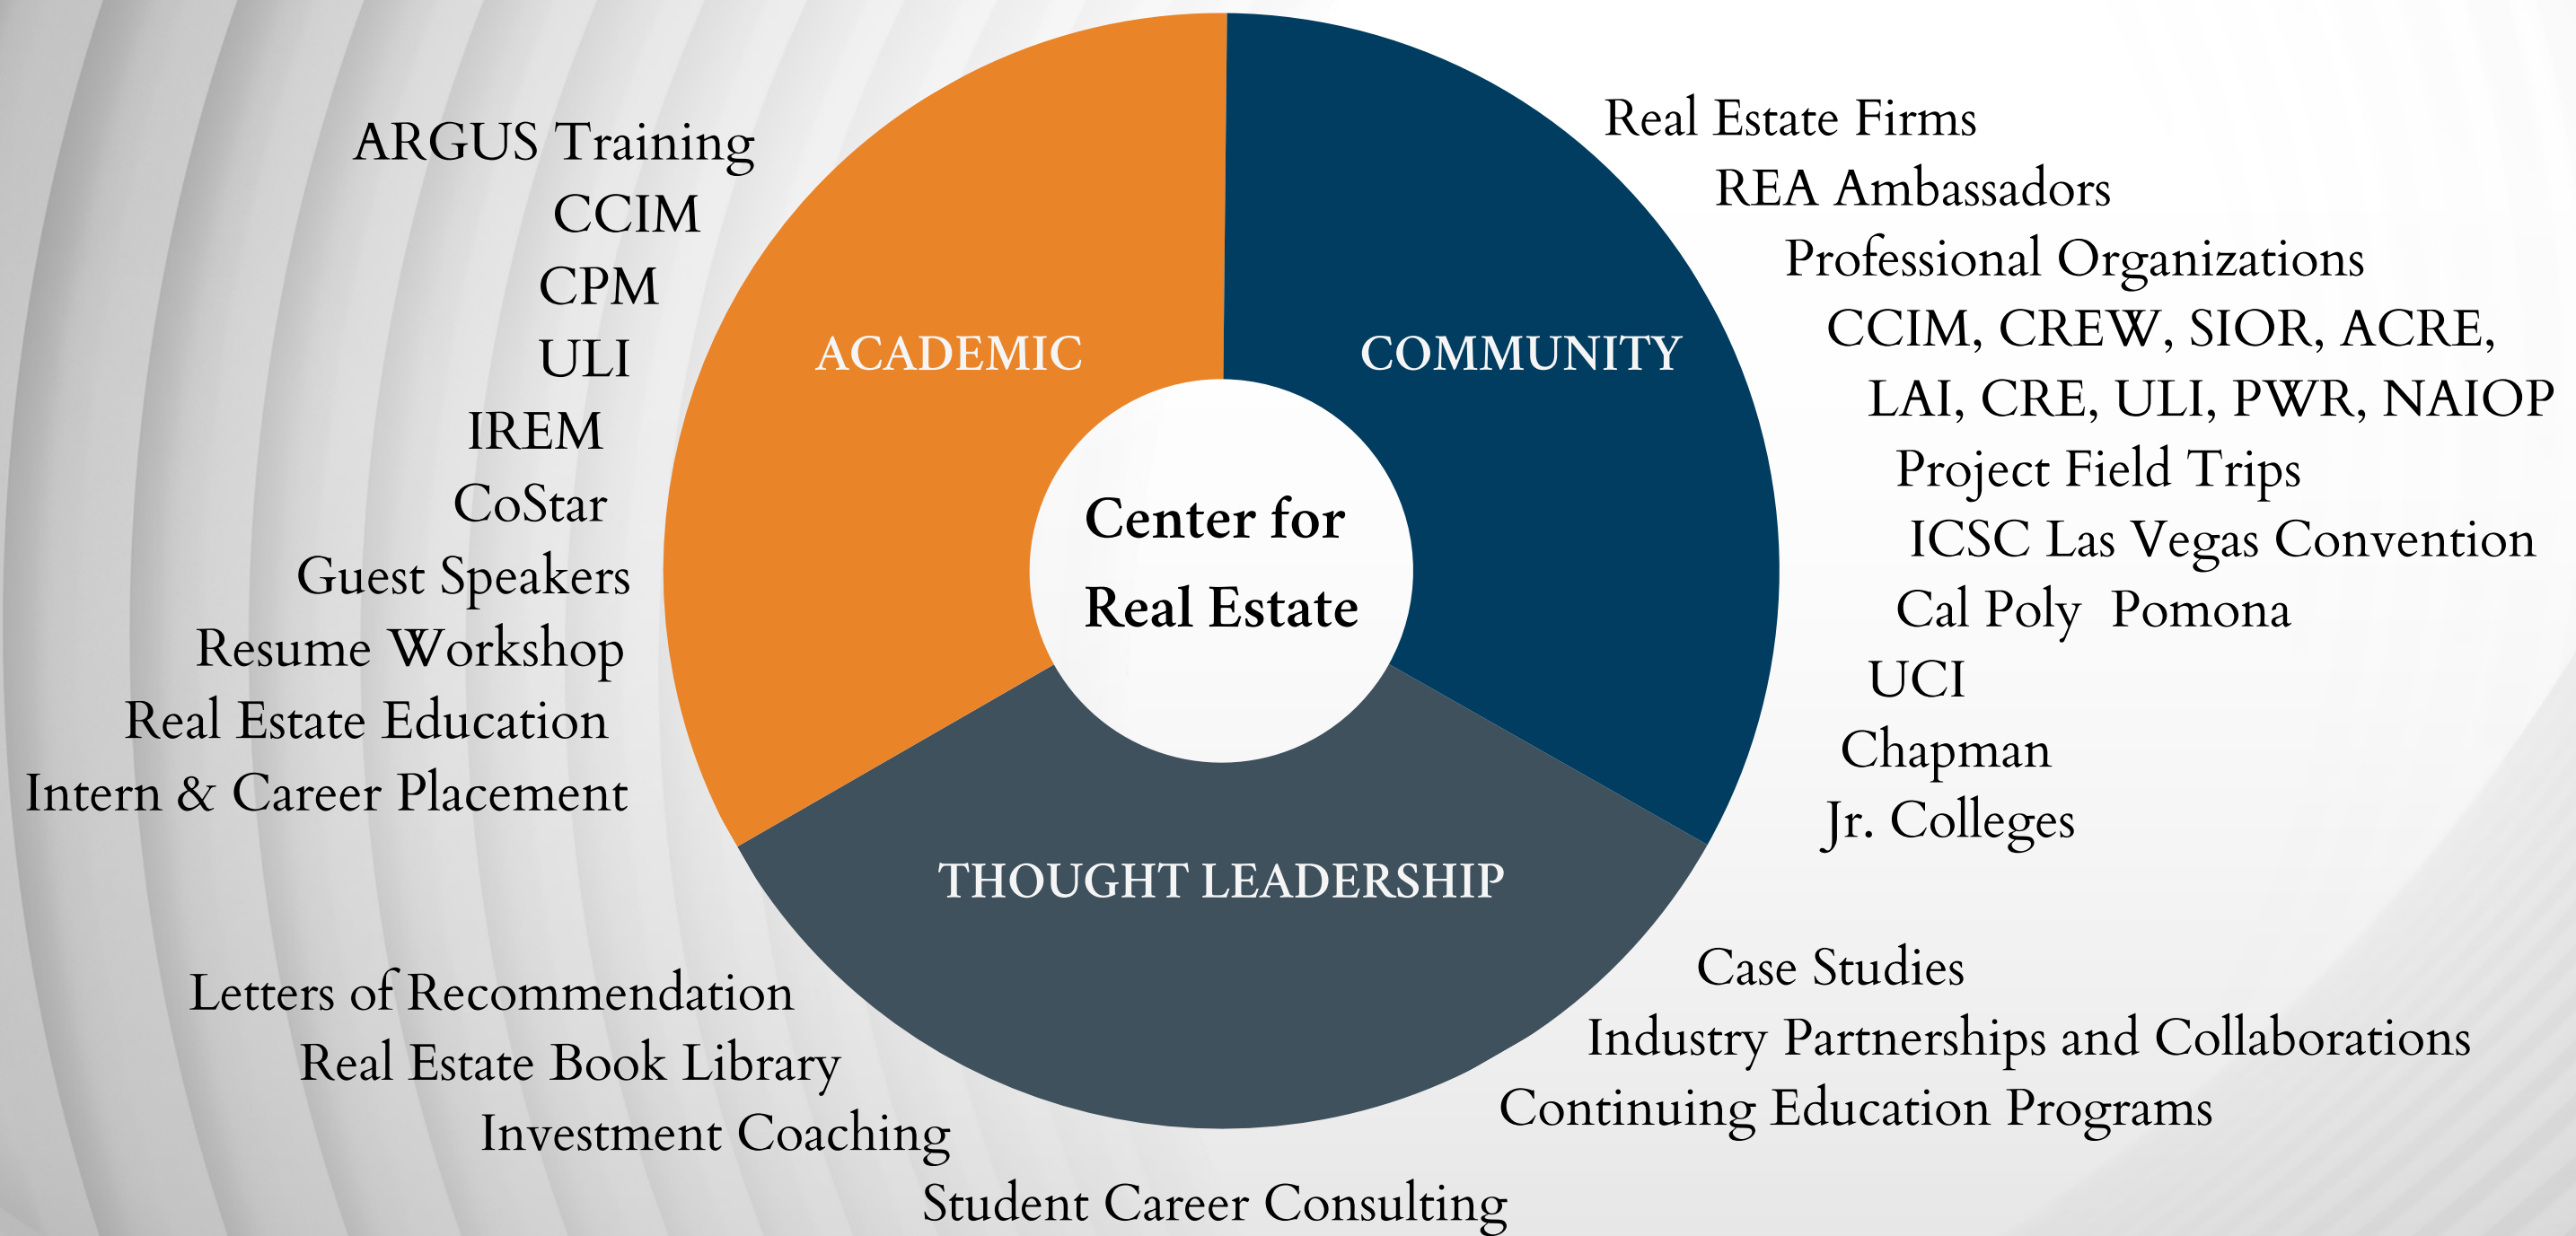 ARGUS Training
CCIM
CPM
ULI
IREM
CoStar
Guest Speakers
Resume Workshop
Real Estate Education
Intern & Career Placement
ACADEMIC
COMMUNITY
Center for
Real Estate
THOUGHT LEADERSHIP
Real Estate Firms
REA Ambassadors
Professional Organizations
CCIM, CREW, SIOR, ACRE,
LAI, CRE, ULI, PWR, NAIOP
Project Field Trips
ICSC Las Vegas Convention
Cal Poly Pomona
UCI
Chapman
Jr. Colleges
Letters of Recommendation
Real Estate Book Library
Investment Coaching
Student Career Consulting
Case Studies
Industry Partnerships and Collaborations
Continuing Education Programs